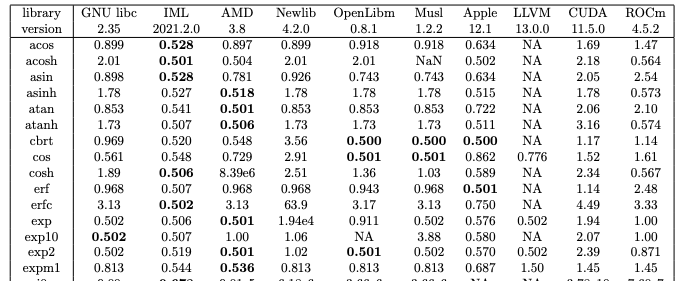 library GNU libc IML AMD Newlib OpenLibm Musl Apple LLVM CUDA ROCm
version 2.35 2021.2.0 3.8 4.2.0 0.8.1 1.2.2 12.1 13.0.0 11.5.0 4.5.2
acos 0.899 0.528 0.897 0.899 0.918 0.918 0.634 NA 1.69 1.47
acosh 2.01 0.501 0.504 2.01 2.01 NaN 0.502 NA 2.18 0.564
asin 0.898 0.528 0.781 0.926 0.743 0.743 0.634 NA 2.05 2.54
asinh 1.78 0.527 0.518 1.78 1.78 1.78 0.515 NA 1.78 0.573
atan 0.853 0.541 0.501 0.853 0.853 0.853 0.722 NA 2.06 2.10
atanh 1.73 0.507 0.506 1.73 1.73 1.73 0.511 NA 3.16 0.574
cbrt 0.969 0.520 0.548 3.56 0.500 0.500 0.500 NA 1.17 1.14
cos 0.561 0.548 0.729 2.91 0.501 0.501 0.862 0.776 1.52 1.61
cosh 1.89 0.506 8.39e6 2.51 1.36 1.03 0.589 NA 2.34 0.567
erf 0.968 0.507 0.968 0.968 0.943 0.968 0.501 NA 1.14 2.48
erfc 3.13 0.502 3.13 63.9 3.17 3.13 0.750 NA 4.49 3.33
exp 0.502 0.506 0.501 1.94e4 0.911 0.502 0.576 0.502 1.94 1.00
exp10 0.502 0.507 1.00 1.06 NA 3.88 0.580 NA 2.07 1.00
exp2 0.502 0.519 0.501 1.02 0.501 0.502 0.570 0.502 2.39 0.871
expm1 0.813 0.544 0.536 0.813 0.813 0.813 0.687 1.50 1.45 1.45